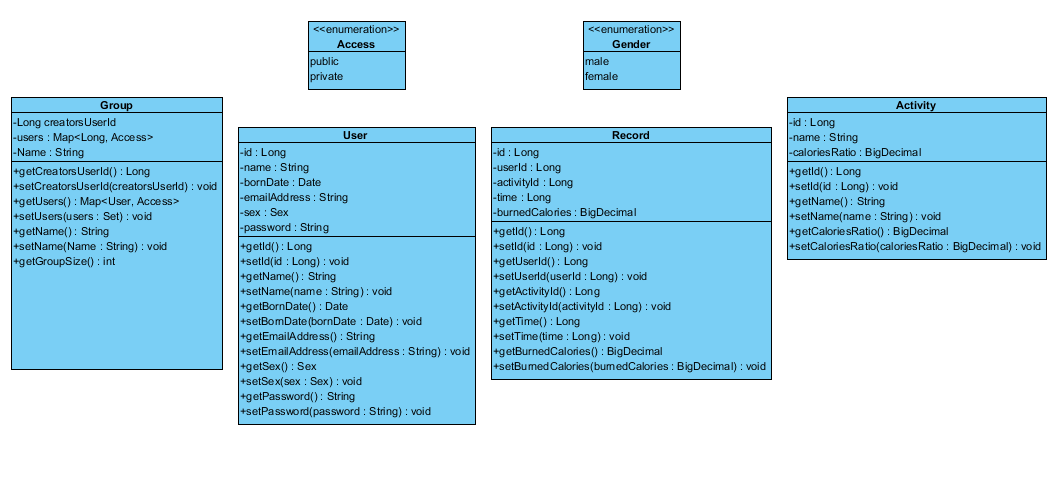 <<enumeration>>
Access
public
private
<<enumeration>>
Gender
male
female
Group
-Long creatorsUserId
-users : Map<Long, Access>
-Name : String
+getCreatorsUserId() : Long
+setCreatorsUserId(creatorsUserId) : void
+getUsers() : Map<User, Access>
+setUsers(users : Set) : void
+getName() : String
+setName(Name : String) : void
+getGroupSize() : int
User
-id : Long
-name : String
-bornDate : Date
-emailAddress : String
-sex : Sex
-password : String
+getId() : Long
+setId(id : Long) : void
+getName() : String
+setName(name : String) : void
+getBornDate() : Date
+setBornDate(bornDate : Date) : void
+getEmailAddress() : String
+setEmailAddress(emailAddress : String) : void
+getSex() : Sex
+setSex(sex : Sex) : void
+getPassword() : String
+setPassword(password : String) : void
Record
-id : Long
-userId : Long
-activityId : Long
-time : Long
-burnedCalories : BigDecimal
+getId() : Long
+setId(id : Long) : void
+getUserId() : Long
+setUserId(userId : Long) : void
+getActivityId() : Long
+setActivityId(activityId : Long) : void
+getTime() : Long
+setTime(time : Long) : void
+getBurnedCalories() : BigDecimal
+setBurnedCalories(burnedCalories : BigDecimal) : void
Activity
-id : Long
-name : String
-caloriesRatio : BigDecimal
+getId() : Long
+setId(id : Long) : void
+getName() : String
+setName(name : String) : void
+getCaloriesRatio() : BigDecimal
+setCaloriesRatio(caloriesRatio : BigDecimal) : void